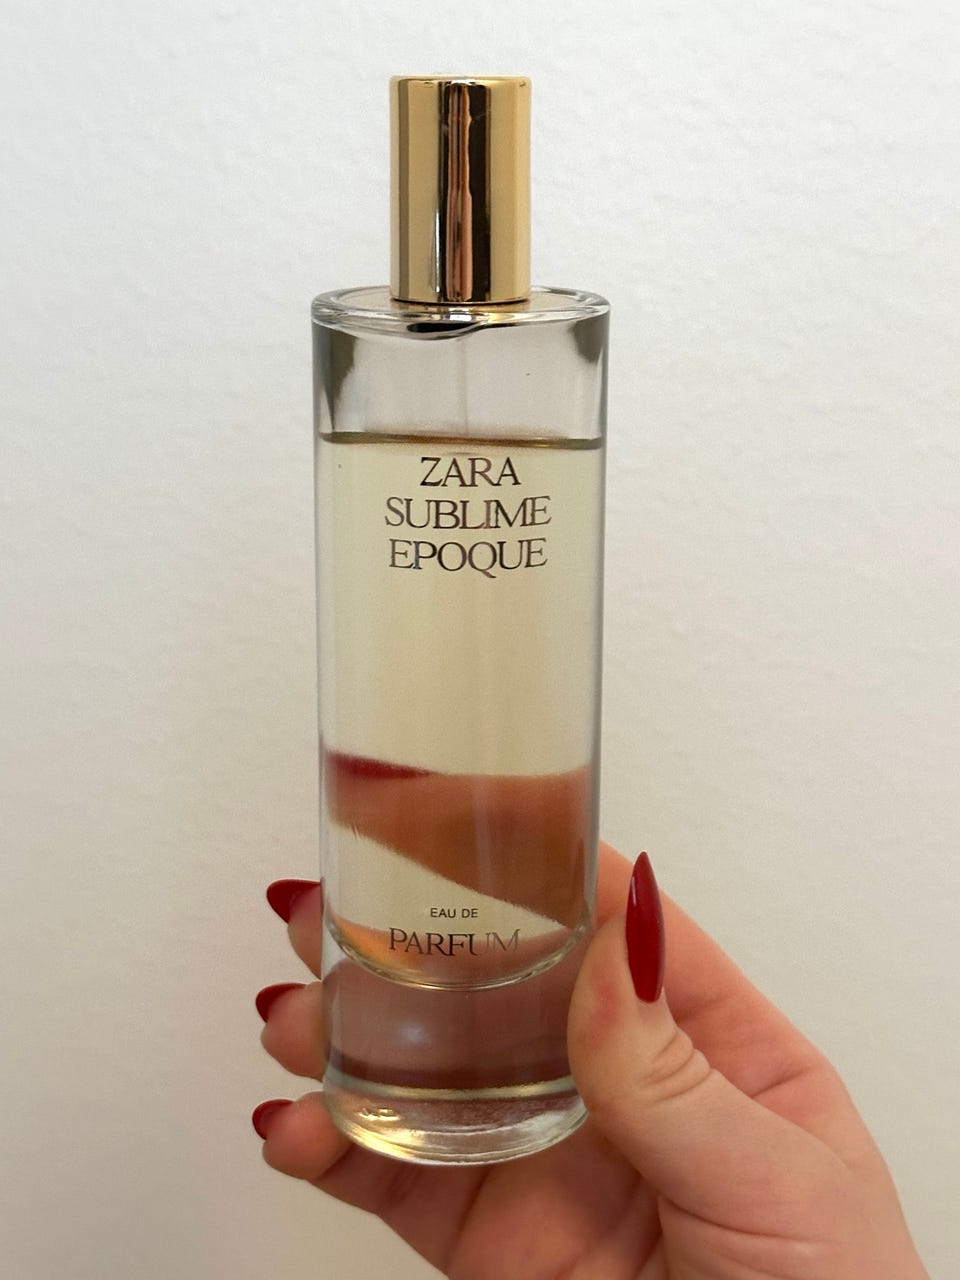 ZARA
SUBLIME
EPOQUE
EAU DE
PARFUM